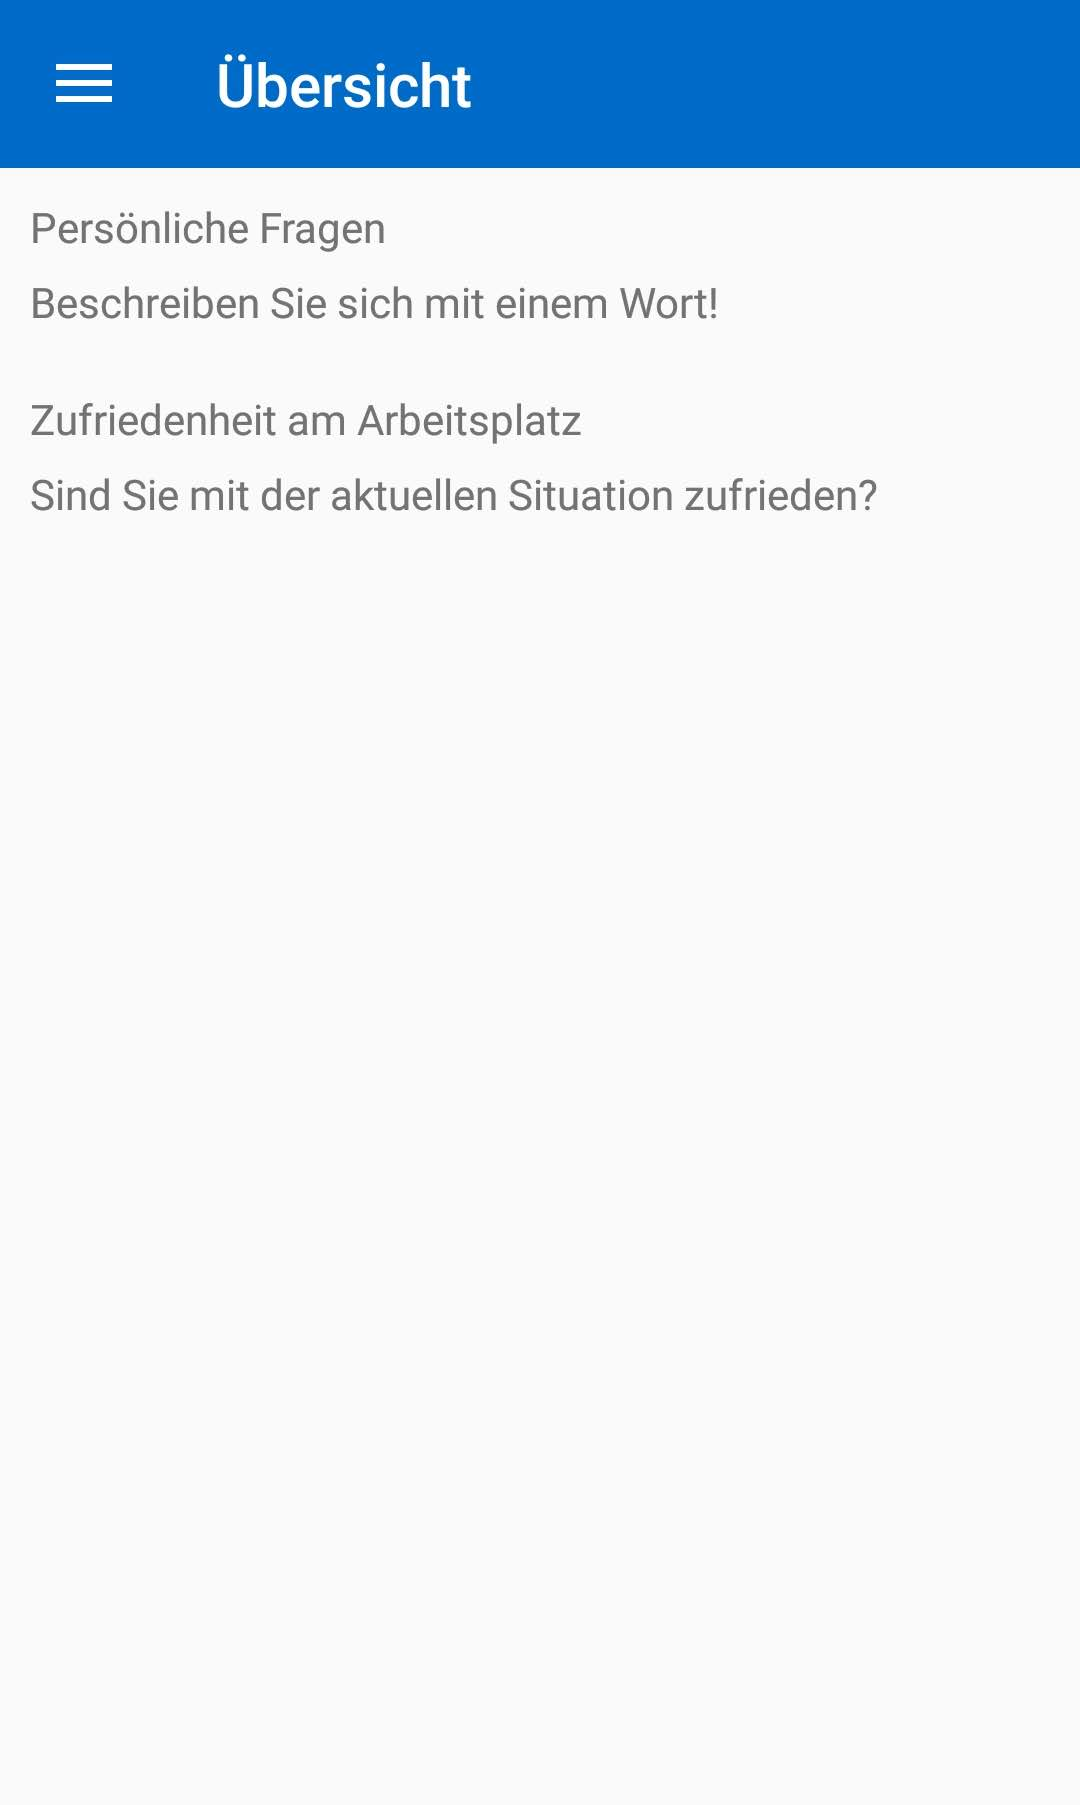 Übersicht
Persönliche Fragen
Beschreiben Sie sich mit einem Wort!
Zufriedenheit am Arbeitsplatz
Sind Sie mit der aktuellen Situation zufrieden?